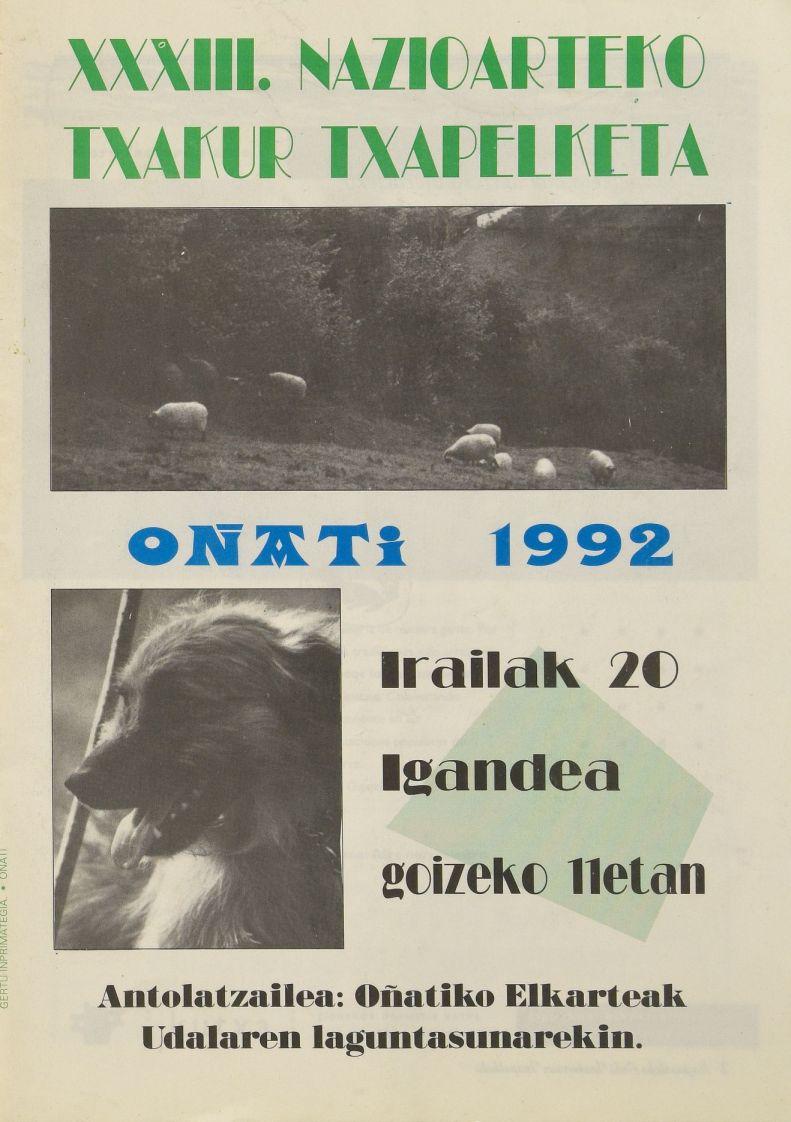 XXXIII. NAZIOARTEKO
TXAKUR TXAPELKETA
OÑATi 1992
Irailak 20
Igandea
goizeko 11etan
Antolatzailea: Oñatiko Elkarteak
Udalaren laguntasunarekin.
GERTU INPRIMATEGIA. • OÑATI